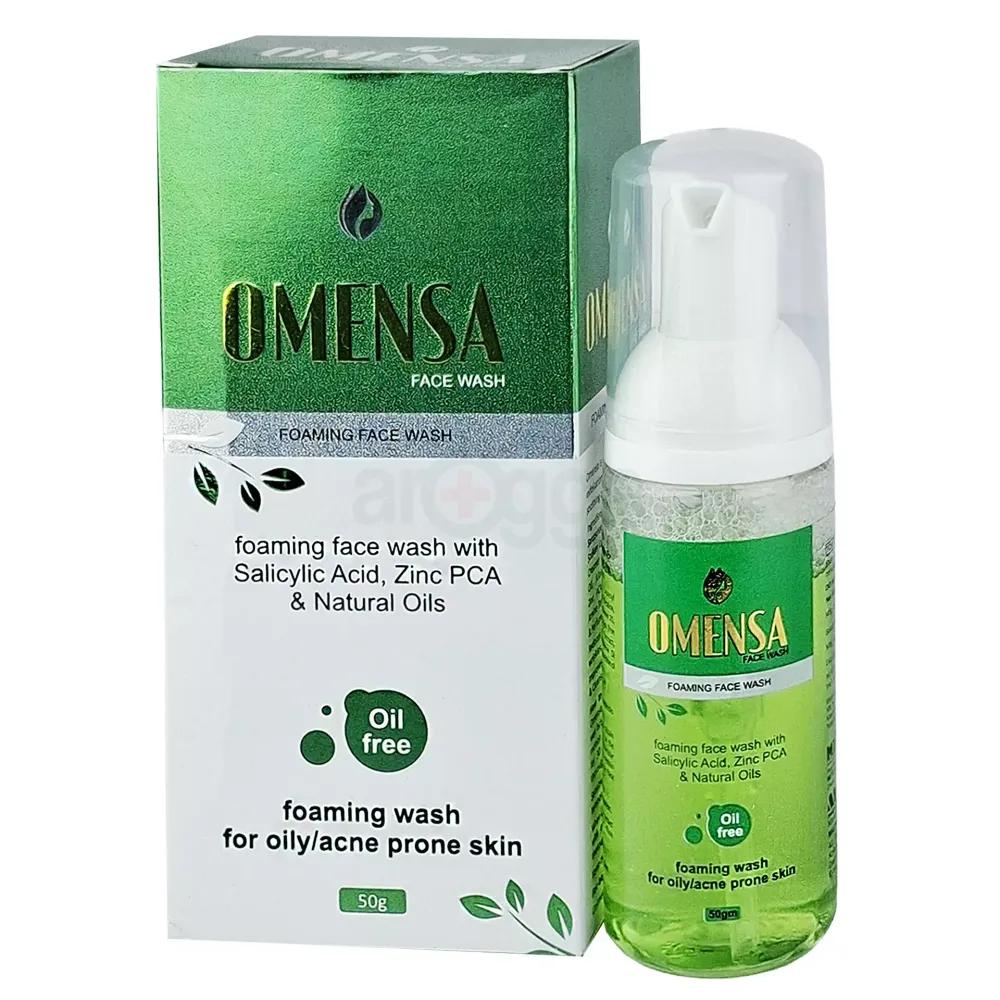 OMENSA
OMENSA
FACE WASH
FOAMING FACE WASH
foaming face wash with
Salicylic Acid, Zinc PCA
& Natural Oils
Oil
free
foaming wash
for oily/acne prone skin
50g
OMENSA
FACE WASH
FOAMING FACE WASH
foaming face wash with
Salicylic Acid, Zinc PCA
& Natural Oils
Oil
free
foaming wash
for oily/acne prone skin
50gm